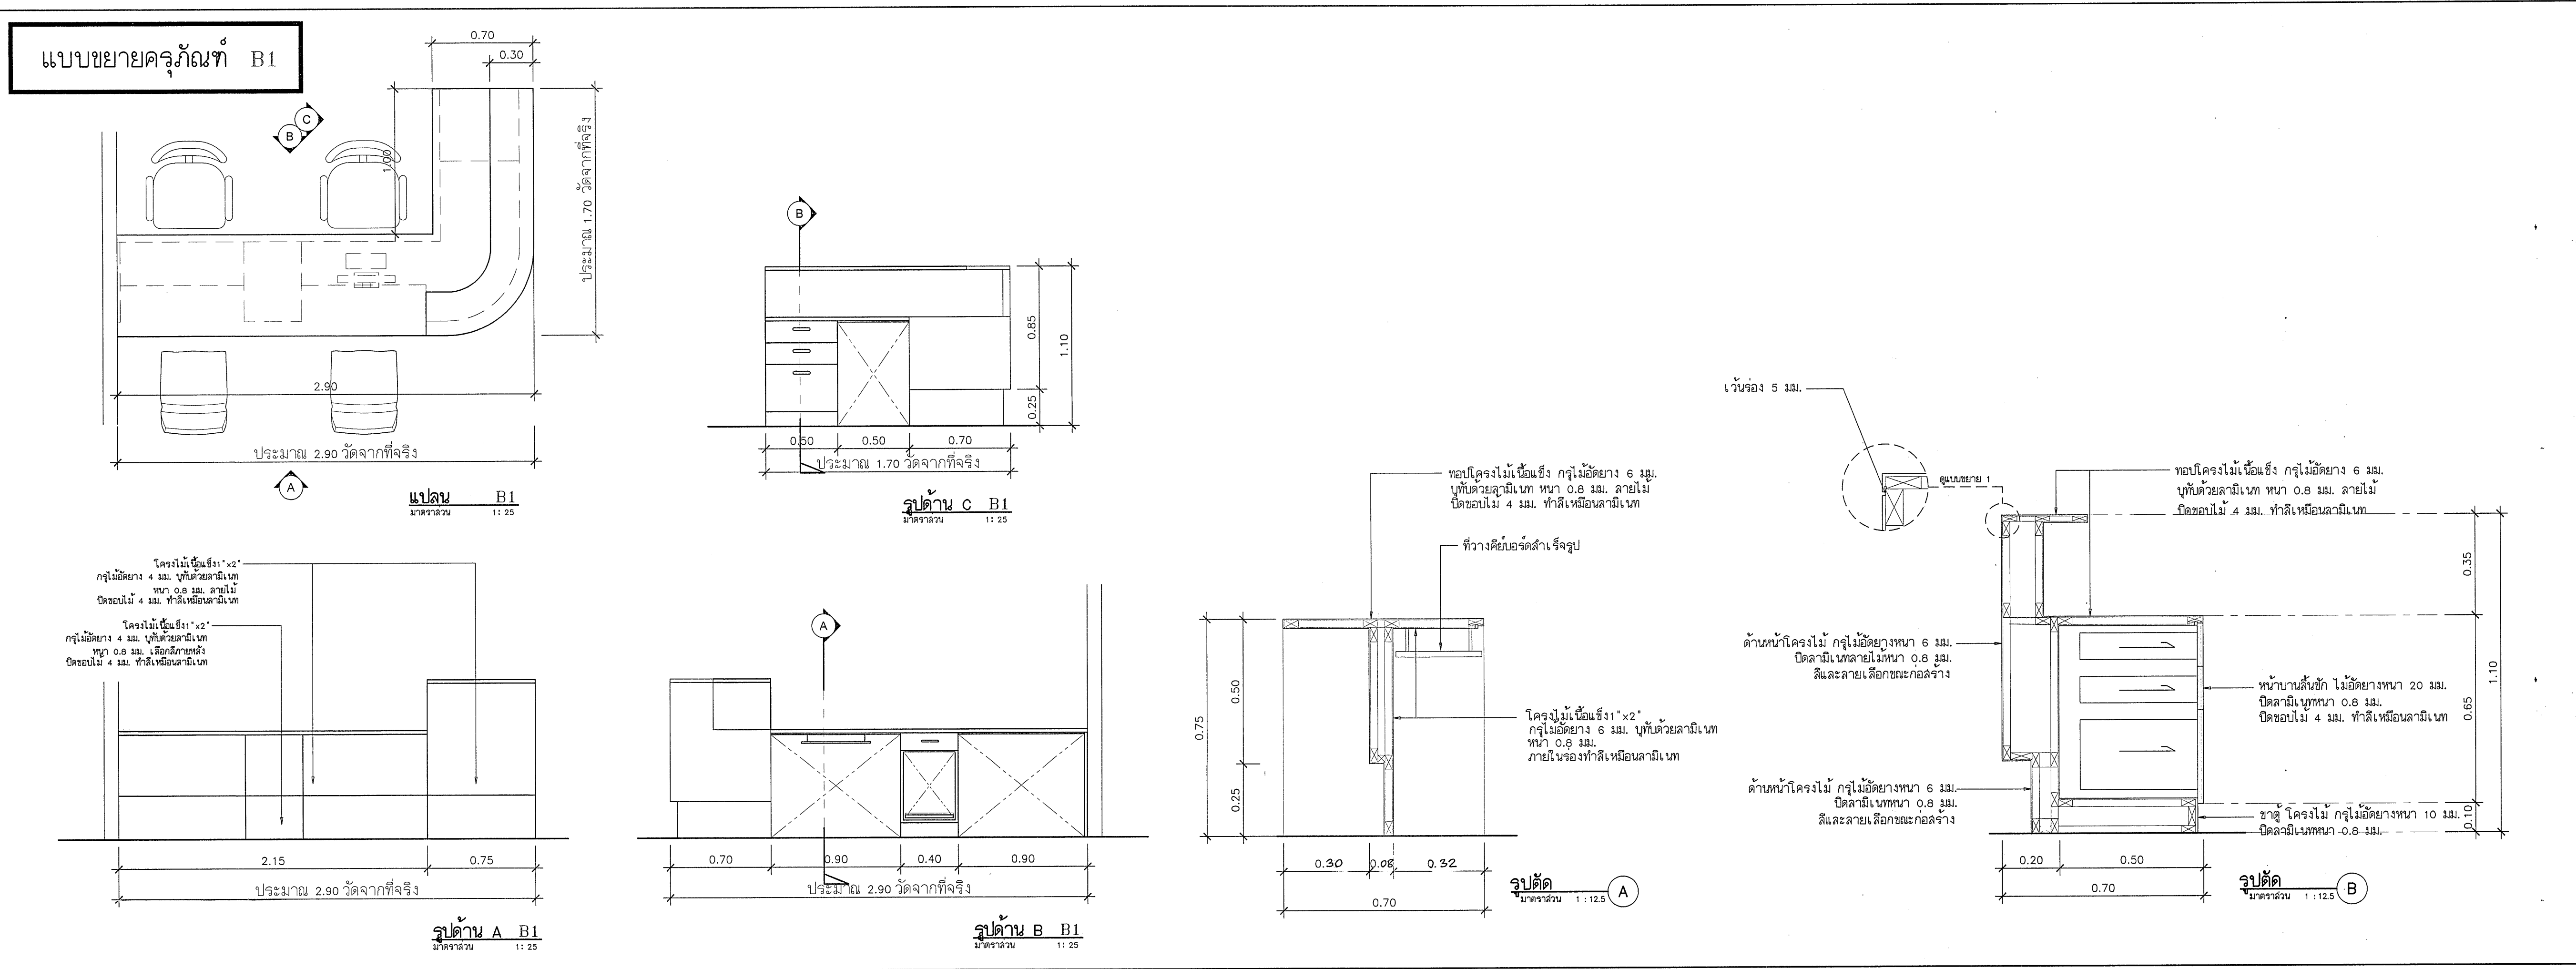 แบบขยายครุภัณฑ์ B1
0.70
0.30
B
C
1.00
ประมาณ 1.70 วัดจากที่จริง
2.90
ประมาณ 2.90 วัดจากที่จริง
A
แปลน B1
มาตราส่วน 1: 25
B
0.85
1.10
0.25
0.50
0.50
0.70
ประมาณ 1.70 วัดจากที่จริง
รูปด้าน C B1
มาตราส่วน 1: 25
โครงไม้เนื้อแข็ง1"x2"
กรุไม้อัดยาง 4 มม. บุทับด้วยลามิเนท
หนา 0.8 มม. ลายไม้
ปิดขอบไม้ 4 มม. ทำสีเหมือนลามิเนท
โครงไม้เนื้อแข็ง1"x2"
กรุไม้อัดยาง 4 มม. บุทับด้วยลามิเนท
หนา 0.8 มม. เลือกสีภายหลัง
ปิดขอบไม้ 4 มม. ทำสีเหมือนลามิเนท
2.15
0.75
ประมาณ 2.90 วัดจากที่จริง
รูปด้าน A B1
มาตราส่วน 1: 25
A
0.70
0.90
0.40
0.90
ประมาณ 2.90 วัดจากที่จริง
รูปด้าน B B1
มาตราส่วน 1: 25
ทอปโครงไม้เนื้อแข็ง กรุไม้อัดยาง 6 มม.
บุทับด้วยลามิเนท หนา 0.8 มม. ลายไม้
ปิดขอบไม้ 4 มม. ทำสีเหมือนลามิเนท
ที่วางคีย์บอร์ดสำเร็จรูป
0.75
0.50
0.25
โครงไม้เนื้อแข็ง1"x2"
กรุไม้อัดยาง 6 มม. บุทับด้วยลามิเนท
หนา 0.8 มม.
ภายในร่องทำสีเหมือนลามิเนท
0.30
0.08
0.32
0.70
รูปตัด A
มาตราส่วน 1 : 12.5
เว้นร่อง 5 มม.
ดูแบบขยาย 1
ทอปโครงไม้เนื้อแข็ง กรุไม้อัดยาง 6 มม.
บุทับด้วยลามิเนท หนา 0.8 มม. ลายไม้
ปิดขอบไม้ 4 มม. ทำสีเหมือนลามิเนท
ด้านหน้าโครงไม้ กรุไม้อัดยางหนา 6 มม.
ปิดลามิเนทลายไม้หนา 0.8 มม.
สีและลายเลือกขณะก่อสร้าง
หน้าบานลิ้นชัก ไม้อัดยางหนา 20 มม.
ปิดลามิเนทหนา 0.8 มม.
ปิดขอบไม้ 4 มม. ทำสีเหมือนลามิเนท
ด้านหน้าโครงไม้ กรุไม้อัดยางหนา 6 มม.
ปิดลามิเนทหนา 0.8 มม.
สีและลายเลือกขณะก่อสร้าง
ขาตู้ โครงไม้ กรุไม้อัดยางหนา 10 มม.
ปิดลามิเนทหนา 0.8 มม.
0.35
1.10
0.65
0.10
0.20
0.50
0.70
รูปตัด B
มาตราส่วน 1 : 12.5